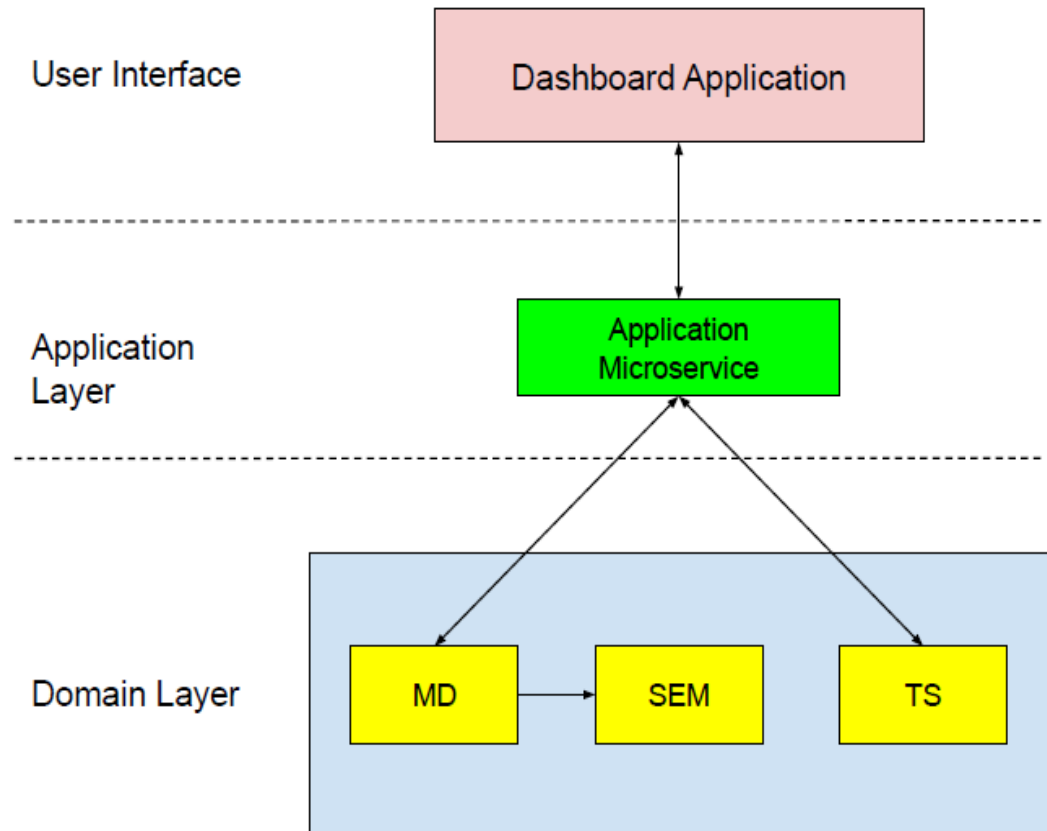 User Interface
Dashboard Application
Application
Layer
Application
Microservice
Domain Layer
MD
SEM
TS